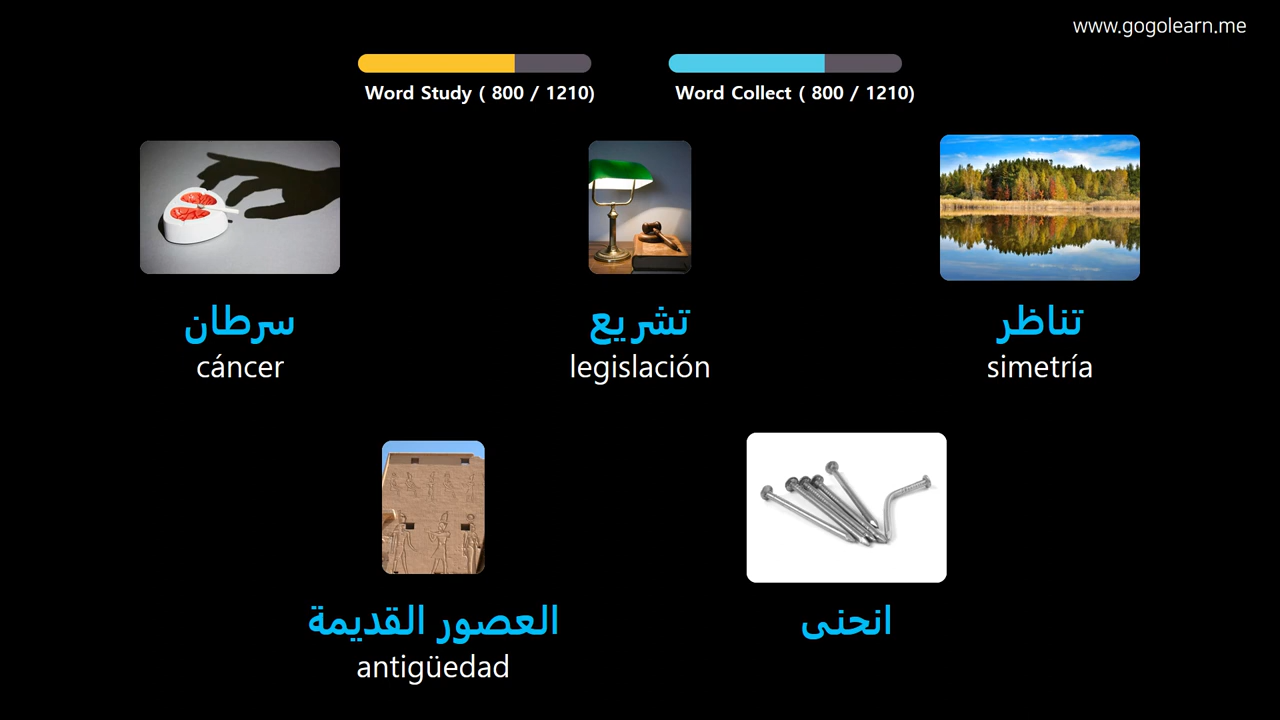 www.gogolearn.me
Word Study ( 800 / 1210)
Word Collect ( 800 / 1210)
سرطان
cáncer
تشريع
legislación
تناظر
simetría
العصور القديمة
antigüedad
انحنى